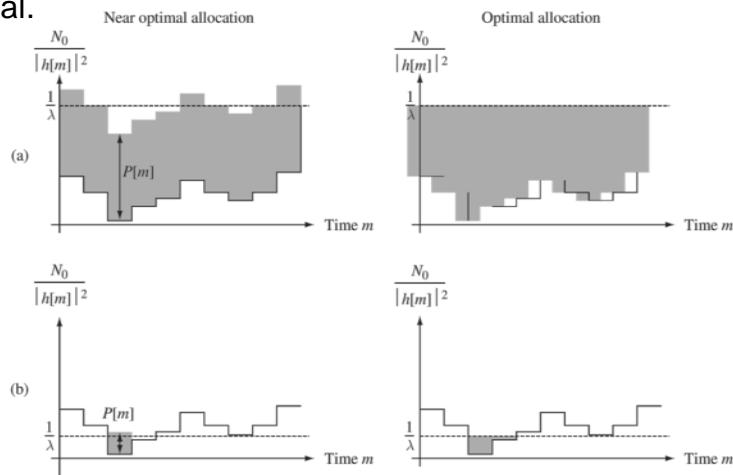 al.
Near optimal allocation
Optimal allocation
N₀
|h[m]|²
N₀
|h[m]|²
1
λ
1
λ
(a)
P[m]
Time m
Time m
N₀
|h[m]|²
N₀
|h[m]|²
(b)
P[m]
1
λ
1
λ
Time m
Time m